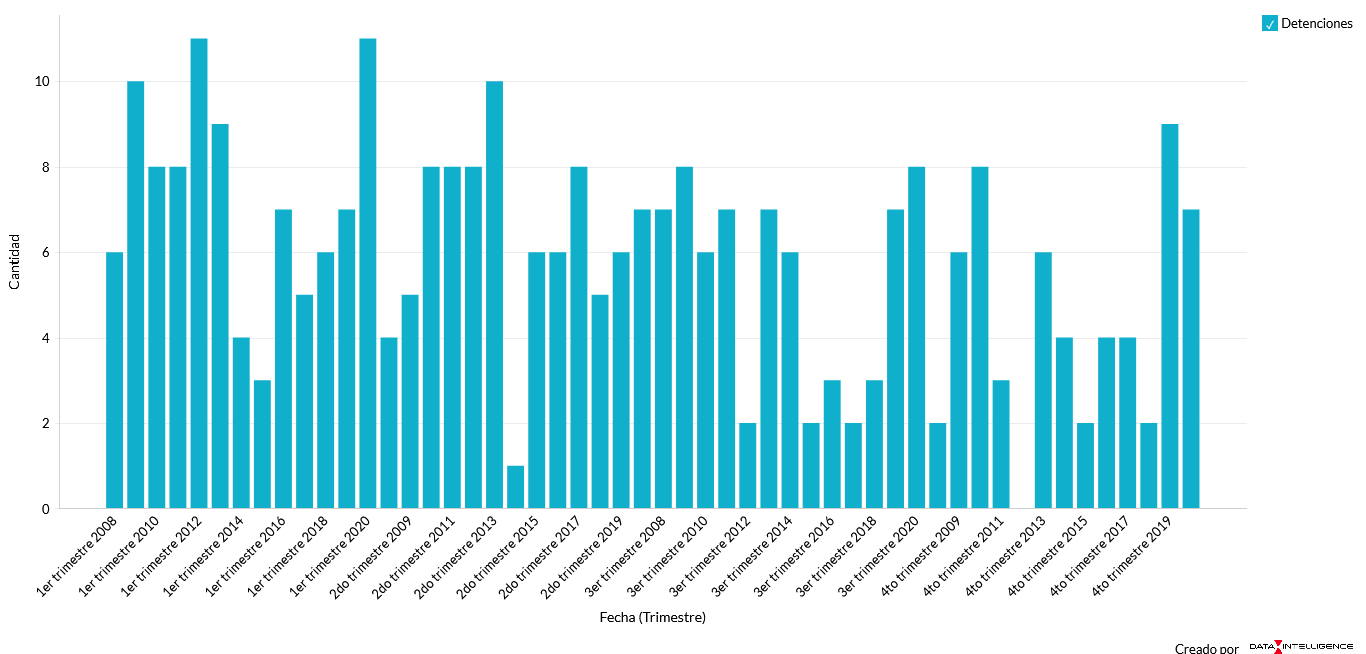 Detenciones
10
8
6
4
2
0
Cantidad
1er trimestre 2008
1er trimestre 2010
1er trimestre 2012
1er trimestre 2014
1er trimestre 2016
1er trimestre 2018
1er trimestre 2020
2do trimestre 2009
2do trimestre 2011
2do trimestre 2013
2do trimestre 2015
2do trimestre 2017
2do trimestre 2019
3er trimestre 2008
3er trimestre 2010
3er trimestre 2012
3er trimestre 2014
3er trimestre 2016
3er trimestre 2018
3er trimestre 2020
4to trimestre 2009
4to trimestre 2011
4to trimestre 2013
4to trimestre 2015
4to trimestre 2017
4to trimestre 2019
Fecha (Trimestre)
Creado por DATA INTELLIGENCE